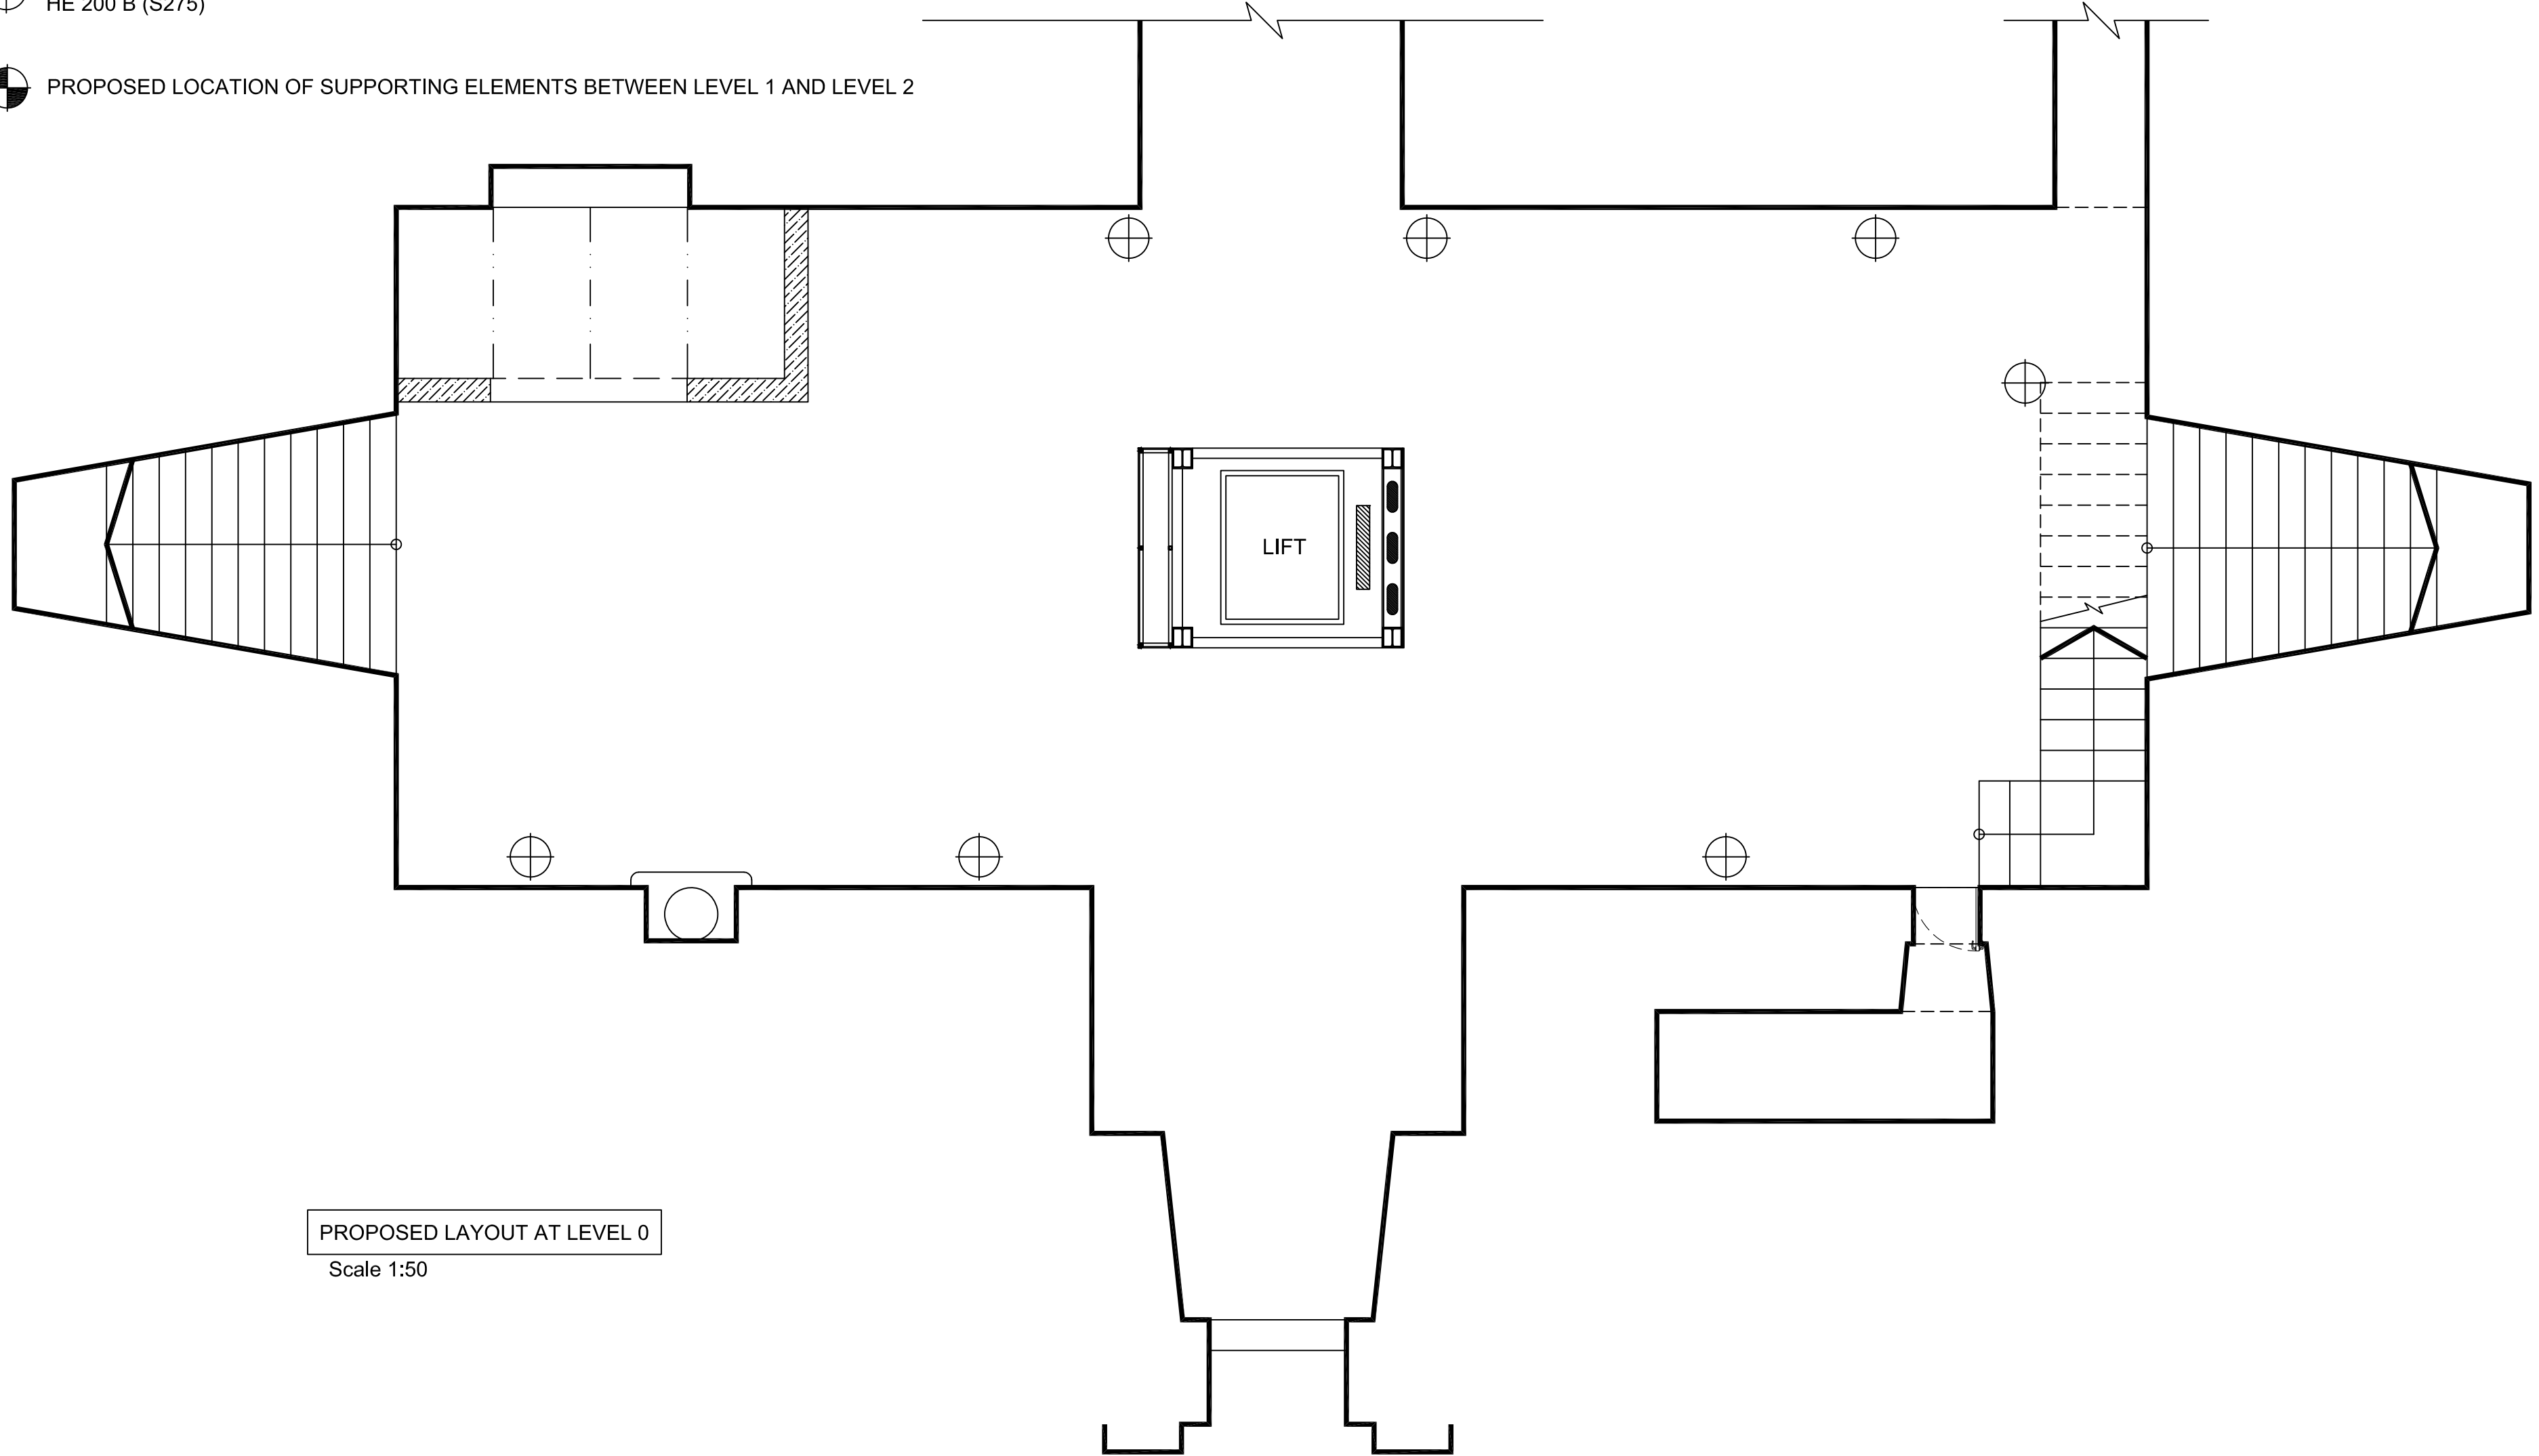 HE 200 B (S275)
PROPOSED LOCATION OF SUPPORTING ELEMENTS BETWEEN LEVEL 1 AND LEVEL 2
LIFT
PROPOSED LAYOUT AT LEVEL 0
Scale 1:50